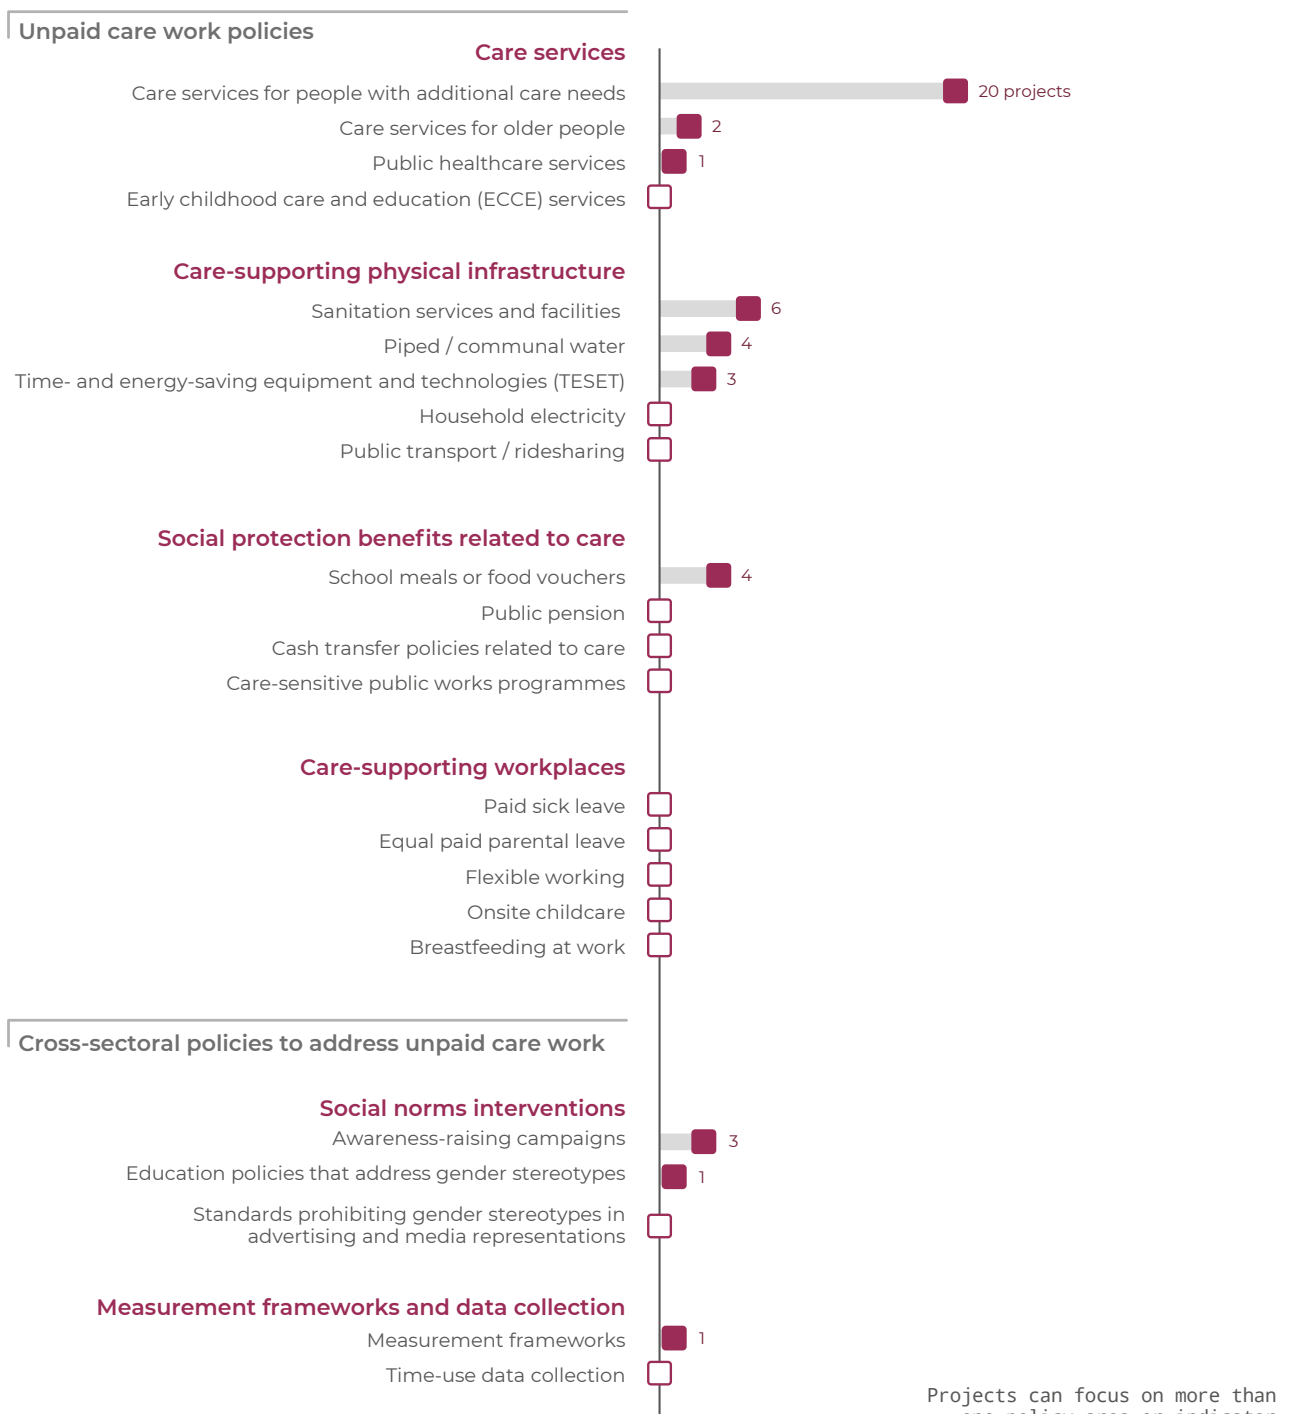 Unpaid care work policies
Care services
Care services for people with additional care needs 20 projects
Care services for older people 2
Public healthcare services 1
Early childhood care and education (ECCE) services
Care-supporting physical infrastructure
Sanitation services and facilities 6
Piped / communal water 4
Time- and energy-saving equipment and technologies (TESET) 3
Household electricity
Public transport / ridesharing
Social protection benefits related to care
School meals or food vouchers 4
Public pension
Cash transfer policies related to care
Care-sensitive public works programmes
Care-supporting workplaces
Paid sick leave
Equal paid parental leave
Flexible working
Onsite childcare
Breastfeeding at work
Cross-sectoral policies to address unpaid care work
Social norms interventions
Awareness-raising campaigns 3
Education policies that address gender stereotypes 1
Standards prohibiting gender stereotypes in
advertising and media representations
Measurement frameworks and data collection
Measurement frameworks 1
Time-use data collection
Projects can focus on more than